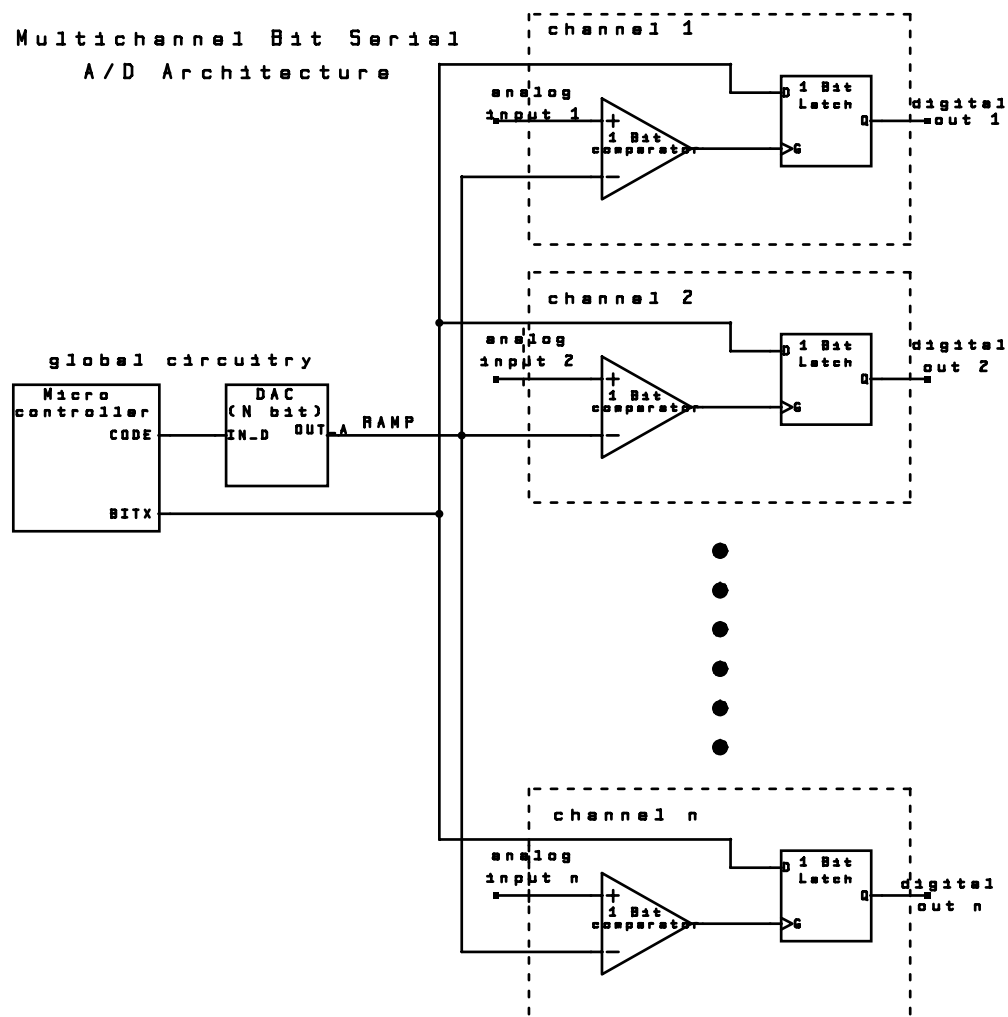 Multichannel Bit Serial
A/D Architecture
channel 1
analog
input 1
+
1 Bit
comparator
−
D
1 Bit
Latch
Q
G
digital
out 1
channel 2
analog
input 2
+
1 Bit
comparator
−
D
1 Bit
Latch
Q
G
digital
out 2
global circuitry
Micro
controller
CODE
BITX
DAC
(N bit)
IN_D
OUT_A
RAMP
channel n
analog
input n
+
1 Bit
comparator
−
D
1 Bit
Latch
Q
G
digital
out n